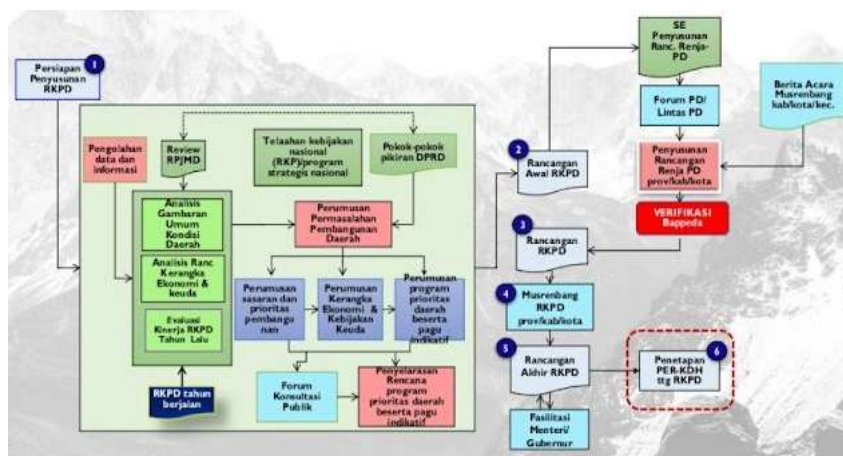 Persiapan
Penyusunan
RKPD
1
Pengolahan
data dan
informasi
Review
RPJMD
Telaahan kebijakan
nasional
(RKP)/program
strategis nasional
Pokok-pokok
pikiran DPRD
Analisis
Gambaran
Umum
Kondisi
Daerah
Analisis Ranc
Kerangka
Ekonomi &
keuda
Evaluasi
Kinerja RKPD
Tahun Lalu
RKPD tahun
berjalan
Perumusan
Permasalahan
Pembangunan
Daerah
Perumusan
sasaran dan
prioritas
pembangu
nan
Perumusan
Kerangka
Ekonomi &
Kebijakan
Keuda
Perumusan
program
prioritas
daerah
beserta pagu
indikatif
Forum
Konsultasi
Publik
Penyelarasan
Rencana
program
prioritas daerah
beserta pagu
indikatif
2
Rancangan
Awal RKPD
SE
Penyusunan
Ranc. Renja-
PD
Forum PD/
Lintas PD
Berita Acara
Musrenbang
kab/kota/kec.
Penyusunan
Rancangan
Renja PD
prov/kab/kota
VERIFIKASI
Bappeda
3
Rancangan
RKPD
4
Musrenbang
RKPD
prov/kab/kota
5
Rancangan
Akhir RKPD
6
Penetapan
PER-KDH
ttg RKPD
Fasilitasi
Menteri/
Gubernur